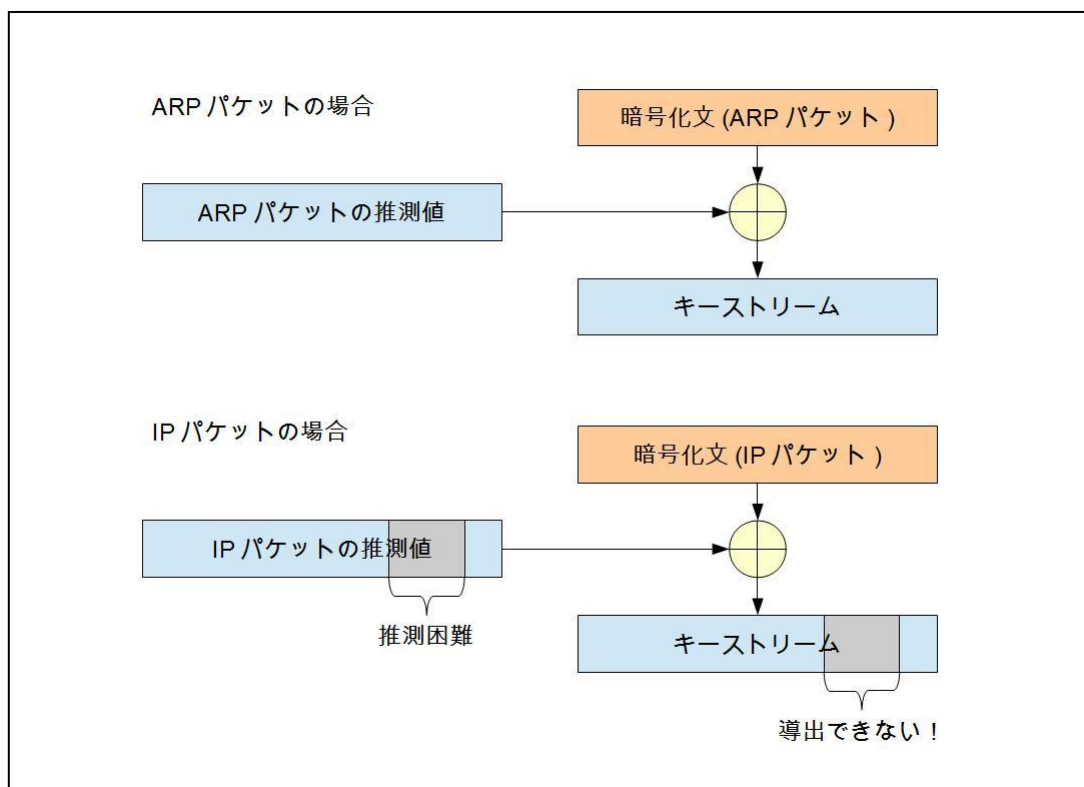 ARP パケットの場合
暗号化文 (ARP パケット )
ARP パケットの推測値
キーストリーム
IP パケットの場合
暗号化文 (IP パケット )
IP パケットの推測値
推測困難
キーストリーム
導出できない！